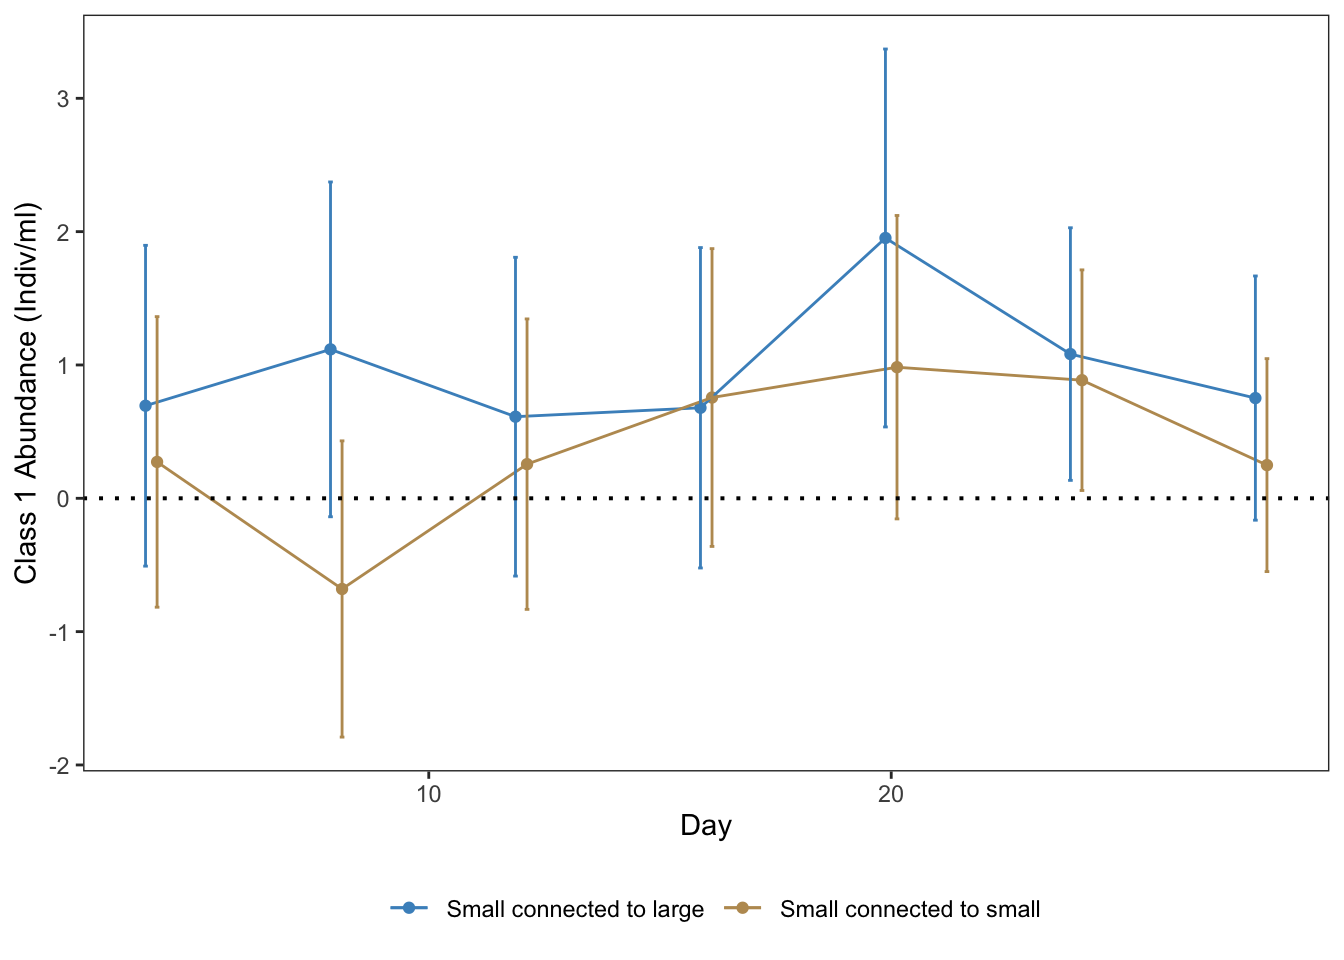 Class 1 Abundance (Indiv/ml)
3
2
1
0
-1
-2
10
20
Day
Small connected to large
Small connected to small